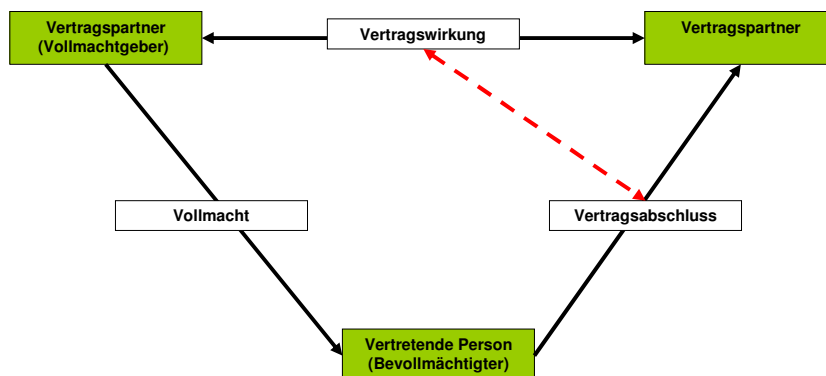 Vertragspartner
(Vollmachtgeber)
Vertragswirkung
Vertragspartner
Vollmacht
Vertragsabschluss
Vertretende Person
(Bevollmächtigter)